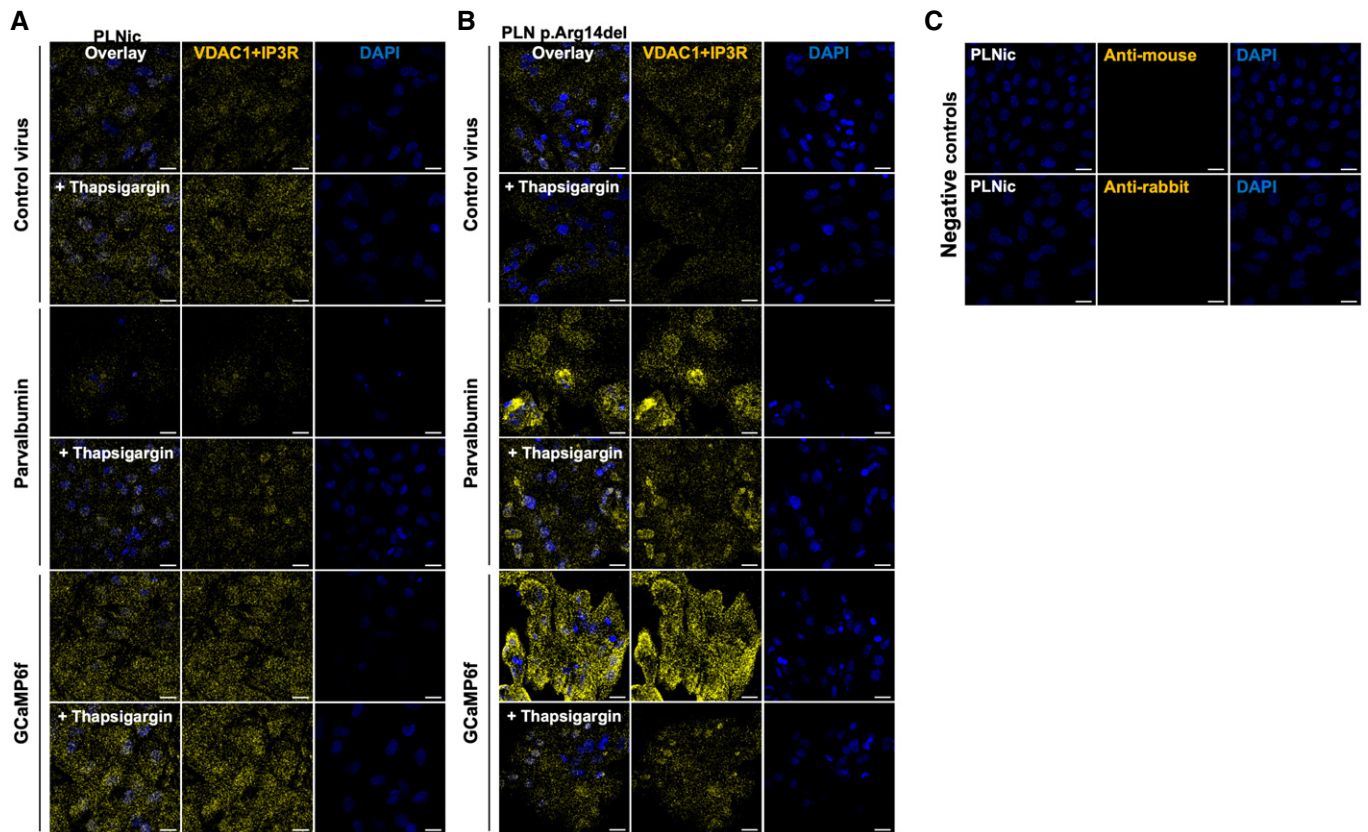 A
PLNic
Overlay
VDAC1+IP3R
DAPI
Control virus
+ Thapsigargin
Parvalbumin
+ Thapsigargin
GCaMP6f
+ Thapsigargin
B
PLN p.Arg14del
Overlay
VDAC1+IP3R
DAPI
Control virus
+ Thapsigargin
Parvalbumin
+ Thapsigargin
GCaMP6f
+ Thapsigargin
C
Negative controls
PLNic
Anti-mouse
DAPI
PLNic
Anti-rabbit
DAPI